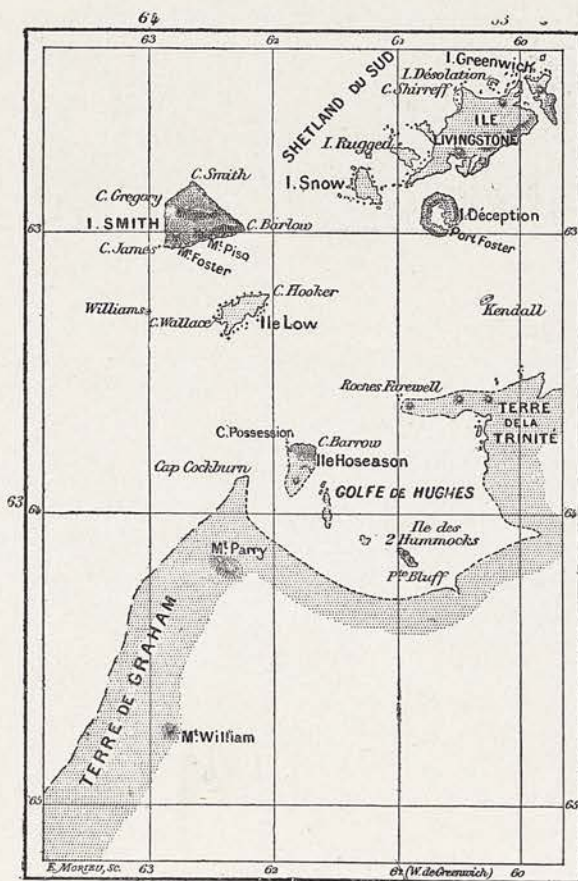 64
63
62
61
60
I. Greenwich
I. Désolation
C. Shirreff
SHETLAND DU SUD
ILE
LIVINGSTONE
I. Rugged
I. Snow
C. Smith
C. Gregory
I. SMITH
C. Barlow
63
I. Déception
Port Foster
63
C. James
Mt. Foster
Mt. Pisa
C. Hooker
Williams
C. Wallace
Ile Low
Kendall
Roches Farewell
TERRE
DE LA
TRINITÉ
C. Possession
C. Barrow
Ile Hoseason
Cap Cockburn
GOLFE DE HUGHES
63
64
Ile des
2 Hummocks
Mt. Parry
Pte. Bluff
TERRE DE GRAHAM
Mt. William
65
65
E. MORIEU, SC.
63
62
61 (W. de Greenwich)
60